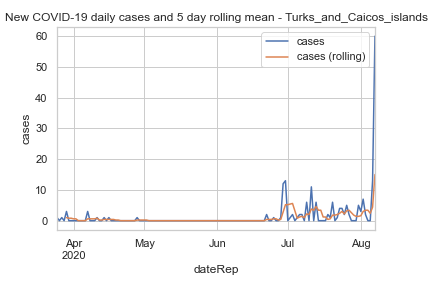 New COVID-19 daily cases and 5 day rolling mean - Turks_and_Caicos_islands
cases
cases (rolling)
60
50
40
30
20
10
0
cases
Apr
2020
May
Jun
Jul
Aug
dateRep